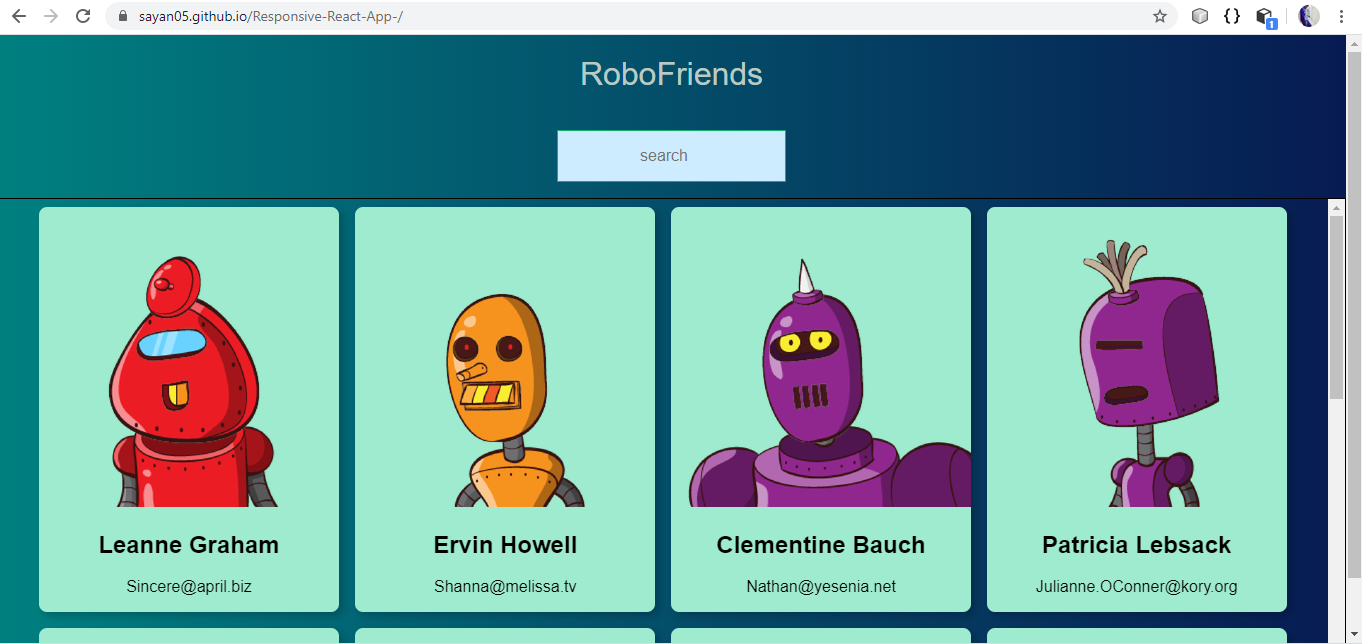 sayan05.github.io/Responsive-React-App-/
1
RoboFriends
search
Leanne Graham
Sincere@april.biz
Ervin Howell
Shanna@melissa.tv
Clementine Bauch
Nathan@yesenia.net
Patricia Lebsack
Julianne.OConner@kory.org